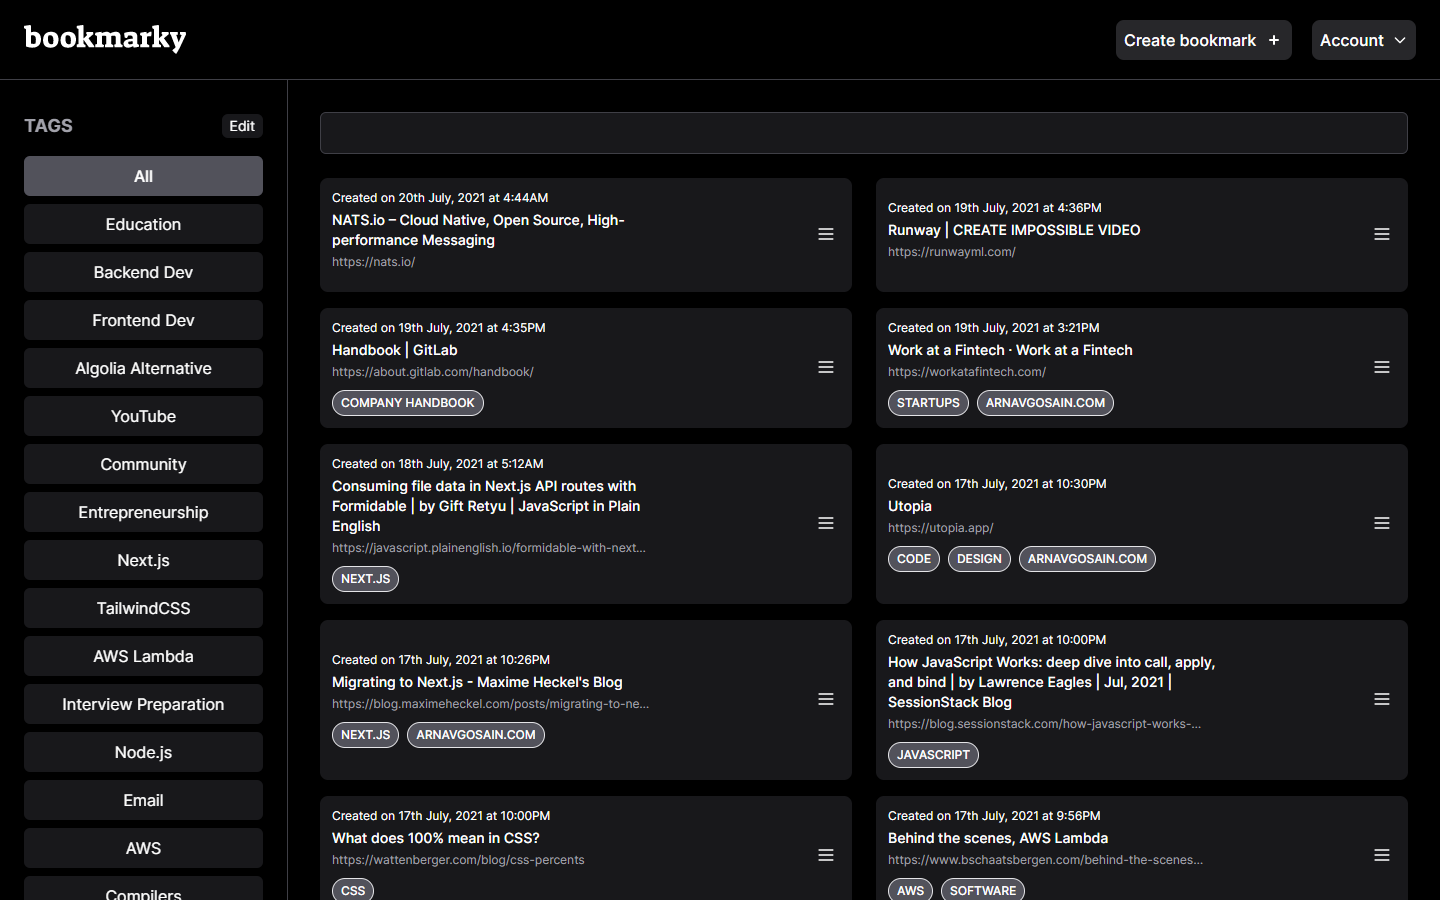 bookmarky
Create bookmark +
Account
TAGS
Edit
All
Education
Backend Dev
Frontend Dev
Algolia Alternative
YouTube
Community
Entrepreneurship
Next.js
TailwindCSS
AWS Lambda
Interview Preparation
Node.js
Email
AWS
Compilers
Created on 20th July, 2021 at 4:44AM
NATS.io – Cloud Native, Open Source, High-
performance Messaging
https://nats.io/
Created on 19th July, 2021 at 4:36PM
Runway | CREATE IMPOSSIBLE VIDEO
https://runwayml.com/
Created on 19th July, 2021 at 4:35PM
Handbook | GitLab
https://about.gitlab.com/handbook/
COMPANY HANDBOOK
Created on 19th July, 2021 at 3:21PM
Work at a Fintech · Work at a Fintech
https://workatafintech.com/
STARTUPS ARNAVGOSAIN.COM
Created on 18th July, 2021 at 5:12AM
Consuming file data in Next.js API routes with
Formidable | by Gift Retyu | JavaScript in Plain
English
https://javascript.plainenglish.io/formidable-with-next...
NEXT.JS
Created on 17th July, 2021 at 10:30PM
Utopia
https://utopia.app/
CODE DESIGN ARNAVGOSAIN.COM
Created on 17th July, 2021 at 10:26PM
Migrating to Next.js - Maxime Heckel's Blog
https://blog.maximeheckel.com/posts/migrating-to-ne...
NEXT.JS ARNAVGOSAIN.COM
Created on 17th July, 2021 at 10:00PM
How JavaScript Works: deep dive into call, apply,
and bind | by Lawrence Eagles | Jul, 2021 |
SessionStack Blog
https://blog.sessionstack.com/how-javascript-works-...
JAVASCRIPT
Created on 17th July, 2021 at 10:00PM
What does 100% mean in CSS?
https://wattenberger.com/blog/css-percents
CSS
Created on 17th July, 2021 at 9:56PM
Behind the scenes, AWS Lambda
https://www.bschaatsbergen.com/behind-the-scenes...
AWS SOFTWARE